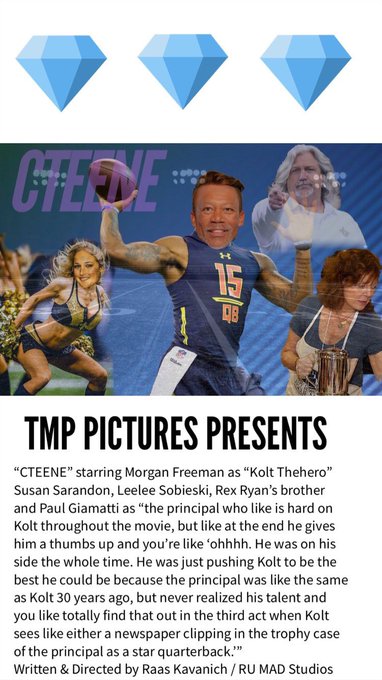 CTEENE
15
QB
TMP PICTURES PRESENTS
“CTEENE” starring Morgan Freeman as “Kolt Thehero”
Susan Sarandon, Leelee Sobieski, Rex Ryan’s brother
and Paul Giamatti as “the principal who like is hard on
Kolt throughout the movie, but like at the end he gives
him a thumbs up and you’re like ‘ohhhh. He was on his
side the whole time. He was just pushing Kolt to be the
best he could be because the principal was like the same
as Kolt 30 years ago, but never realized his talent and
you like totally find that out in the third act when Kolt
sees like either a newspaper clipping in the trophy case
of the principal as a star quarterback.’”
Written & Directed by Raas Kavanich / RU MAD Studios